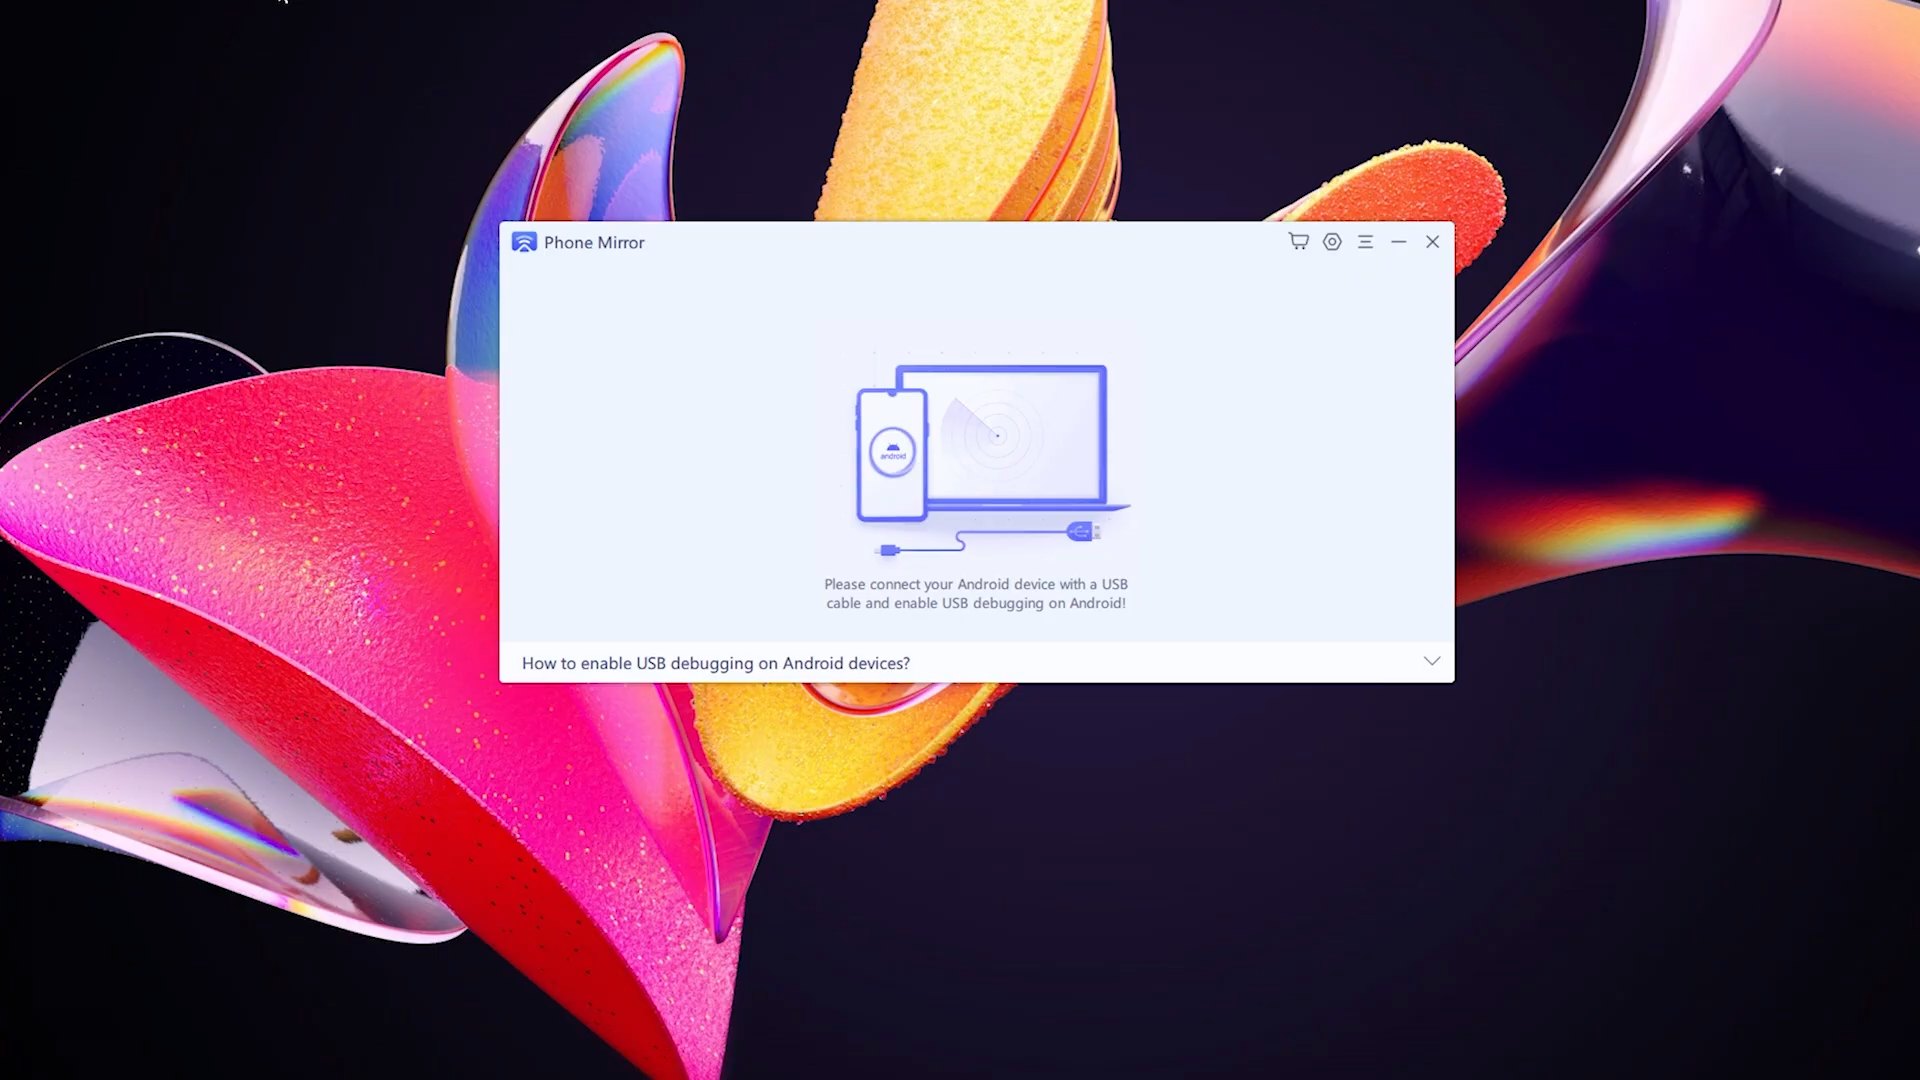 Phone Mirror
android
Please connect your Android device with a USB
cable and enable USB debugging on Android!
How to enable USB debugging on Android devices?